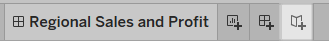 Regional Sales and Profit